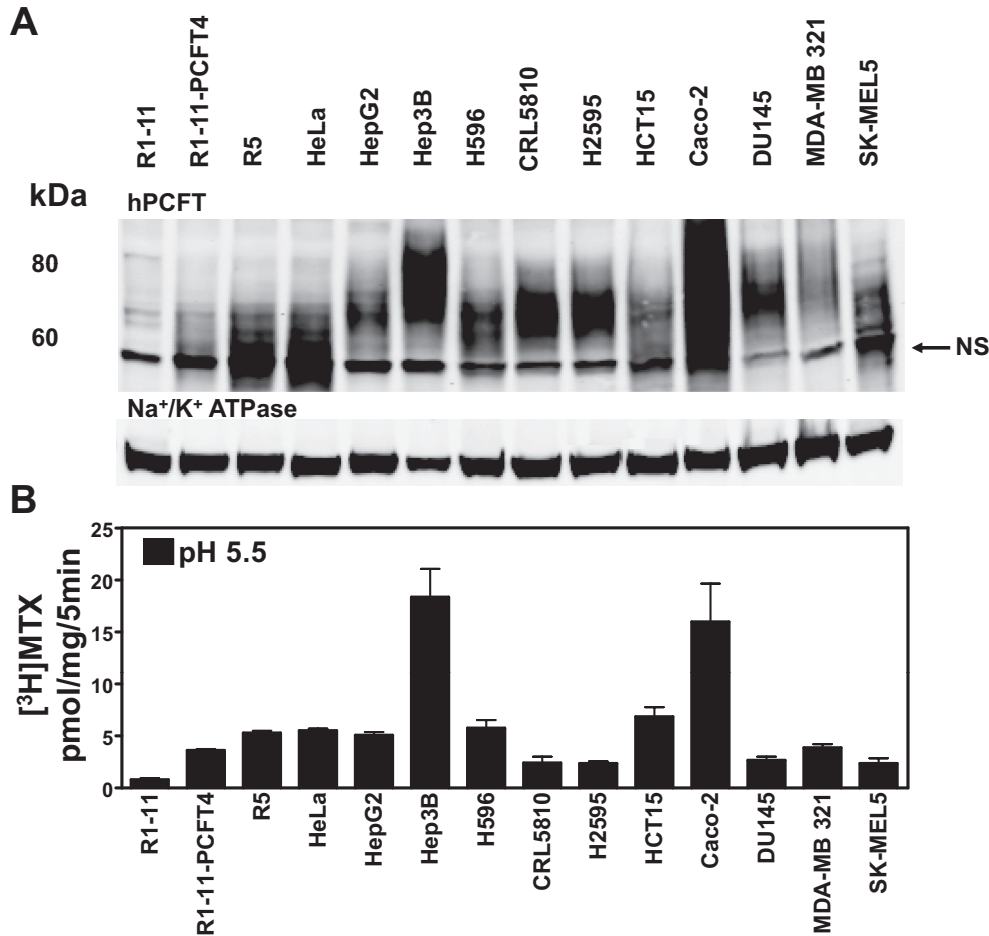 A
R1-11
R1-11-PCFT4
R5
HeLa
HepG2
Hep3B
H596
CRL5810
H2595
HCT15
Caco-2
DU145
MDA-MB 321
SK-MEL5
kDa
hPCFT
80
60
NS
Na⁺/K⁺ ATPase
B
25
20
15
10
5
0
[³H]MTX
pmol/mg/5min
pH 5.5
R1-11
R1-11-PCFT4
R5
HeLa
HepG2
Hep3B
H596
CRL5810
H2595
HCT15
Caco-2
DU145
MDA-MB 321
SK-MEL5